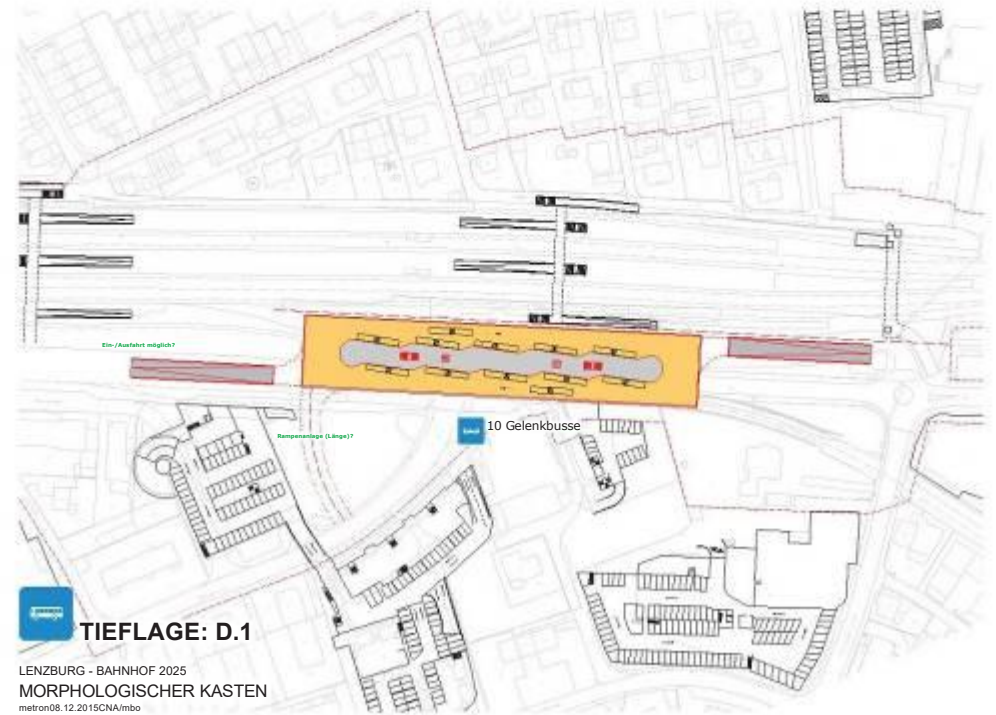 Ein-/Ausfahrt möglich?
10 Gelenkbusse
Rampenanlage (Länge)?
TIEFLAGE: D.1
LENZBURG - BAHNHOF 2025
MORPHOLOGISCHER KASTEN
metron08.12.2015CNA/mbo